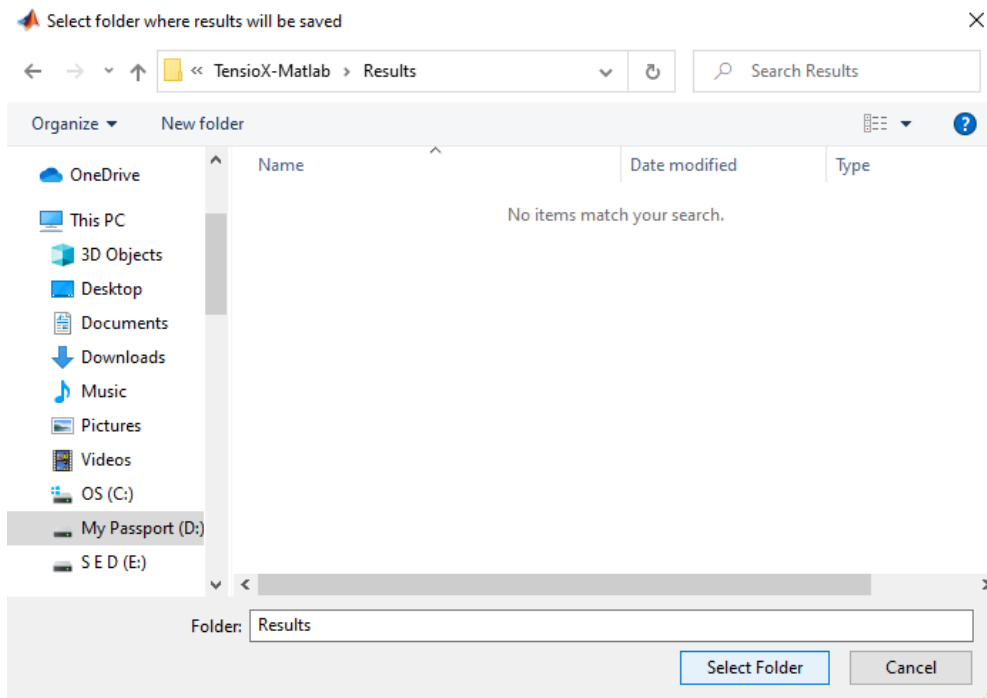 Select folder where results will be saved
« TensioX-Matlab › Results
Search Results
Organize
New folder
?
Name
Date modified
Type
No items match your search.
OneDrive
This PC
3D Objects
Desktop
Documents
Downloads
Music
Pictures
Videos
OS (C:)
My Passport (D:)
S E D (E:)
Folder: Results
Select Folder
Cancel